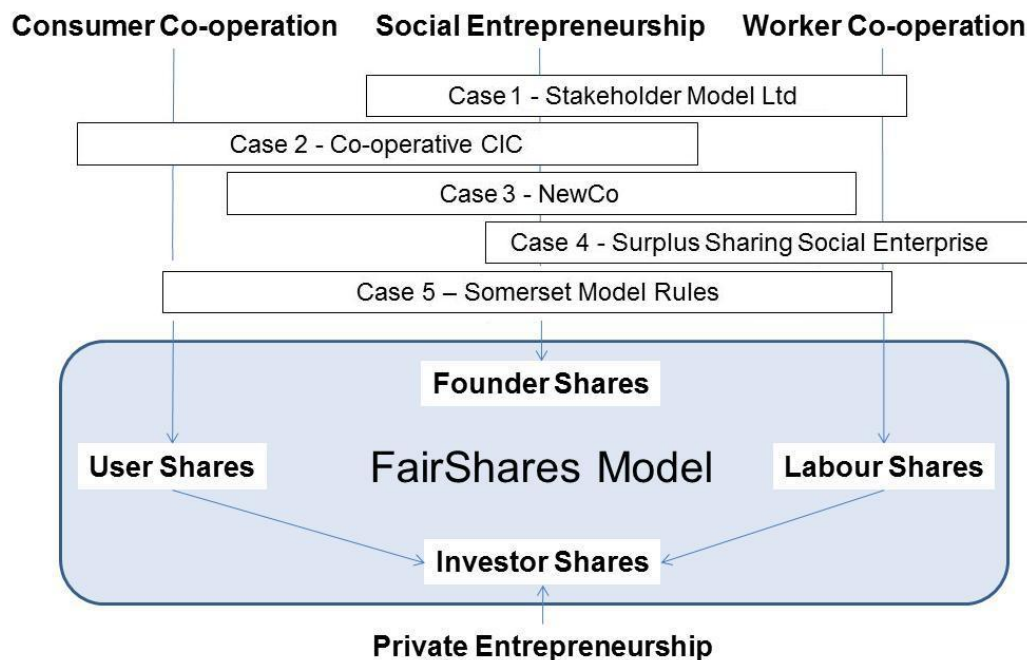 Consumer Co-operation
Social Entrepreneurship
Worker Co-operation
Case 1 - Stakeholder Model Ltd
Case 2 - Co-operative CIC
Case 3 - NewCo
Case 4 - Surplus Sharing Social Enterprise
Case 5 – Somerset Model Rules
Founder Shares
User Shares
FairShares Model
Labour Shares
Investor Shares
Private Entrepreneurship